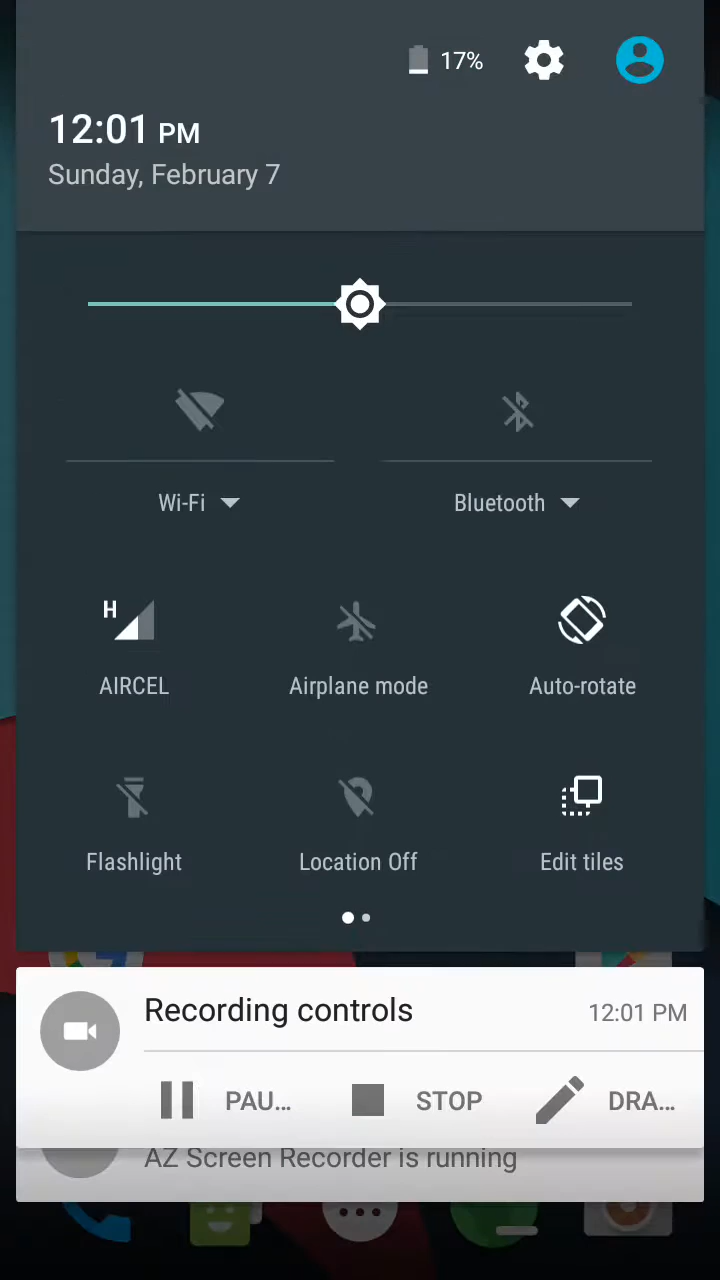 17%
12:01 PM
Sunday, February 7
Wi-Fi
Bluetooth
H
AIRCEL
Airplane mode
Auto-rotate
Flashlight
Location Off
Edit tiles
Recording controls
12:01 PM
PAU...
STOP
DRA...
AZ Screen Recorder is running